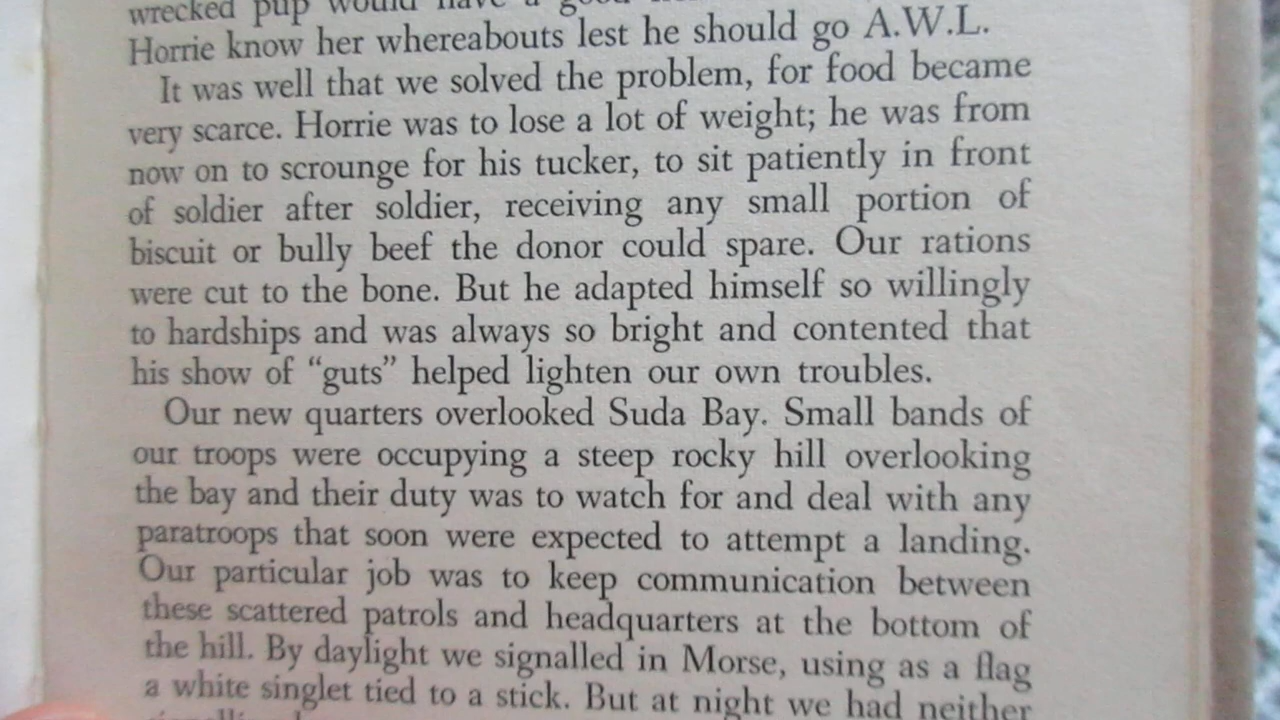 wrecked pup would have a good
Horrie know her whereabouts lest he should go A.W.L.
It was well that we solved the problem, for food became
very scarce. Horrie was to lose a lot of weight; he was from
now on to scrounge for his tucker, to sit patiently in front
of soldier after soldier, receiving any small portion of
biscuit or bully beef the donor could spare. Our rations
were cut to the bone. But he adapted himself so willingly
to hardships and was always so bright and contented that
his show of “guts” helped lighten our own troubles.
Our new quarters overlooked Suda Bay. Small bands of
our troops were occupying a steep rocky hill overlooking
the bay and their duty was to watch for and deal with any
paratroops that soon were expected to attempt a landing.
Our particular job was to keep communication between
these scattered patrols and headquarters at the bottom of
the hill. By daylight we signalled in Morse, using as a flag
a white singlet tied to a stick. But at night we had neither